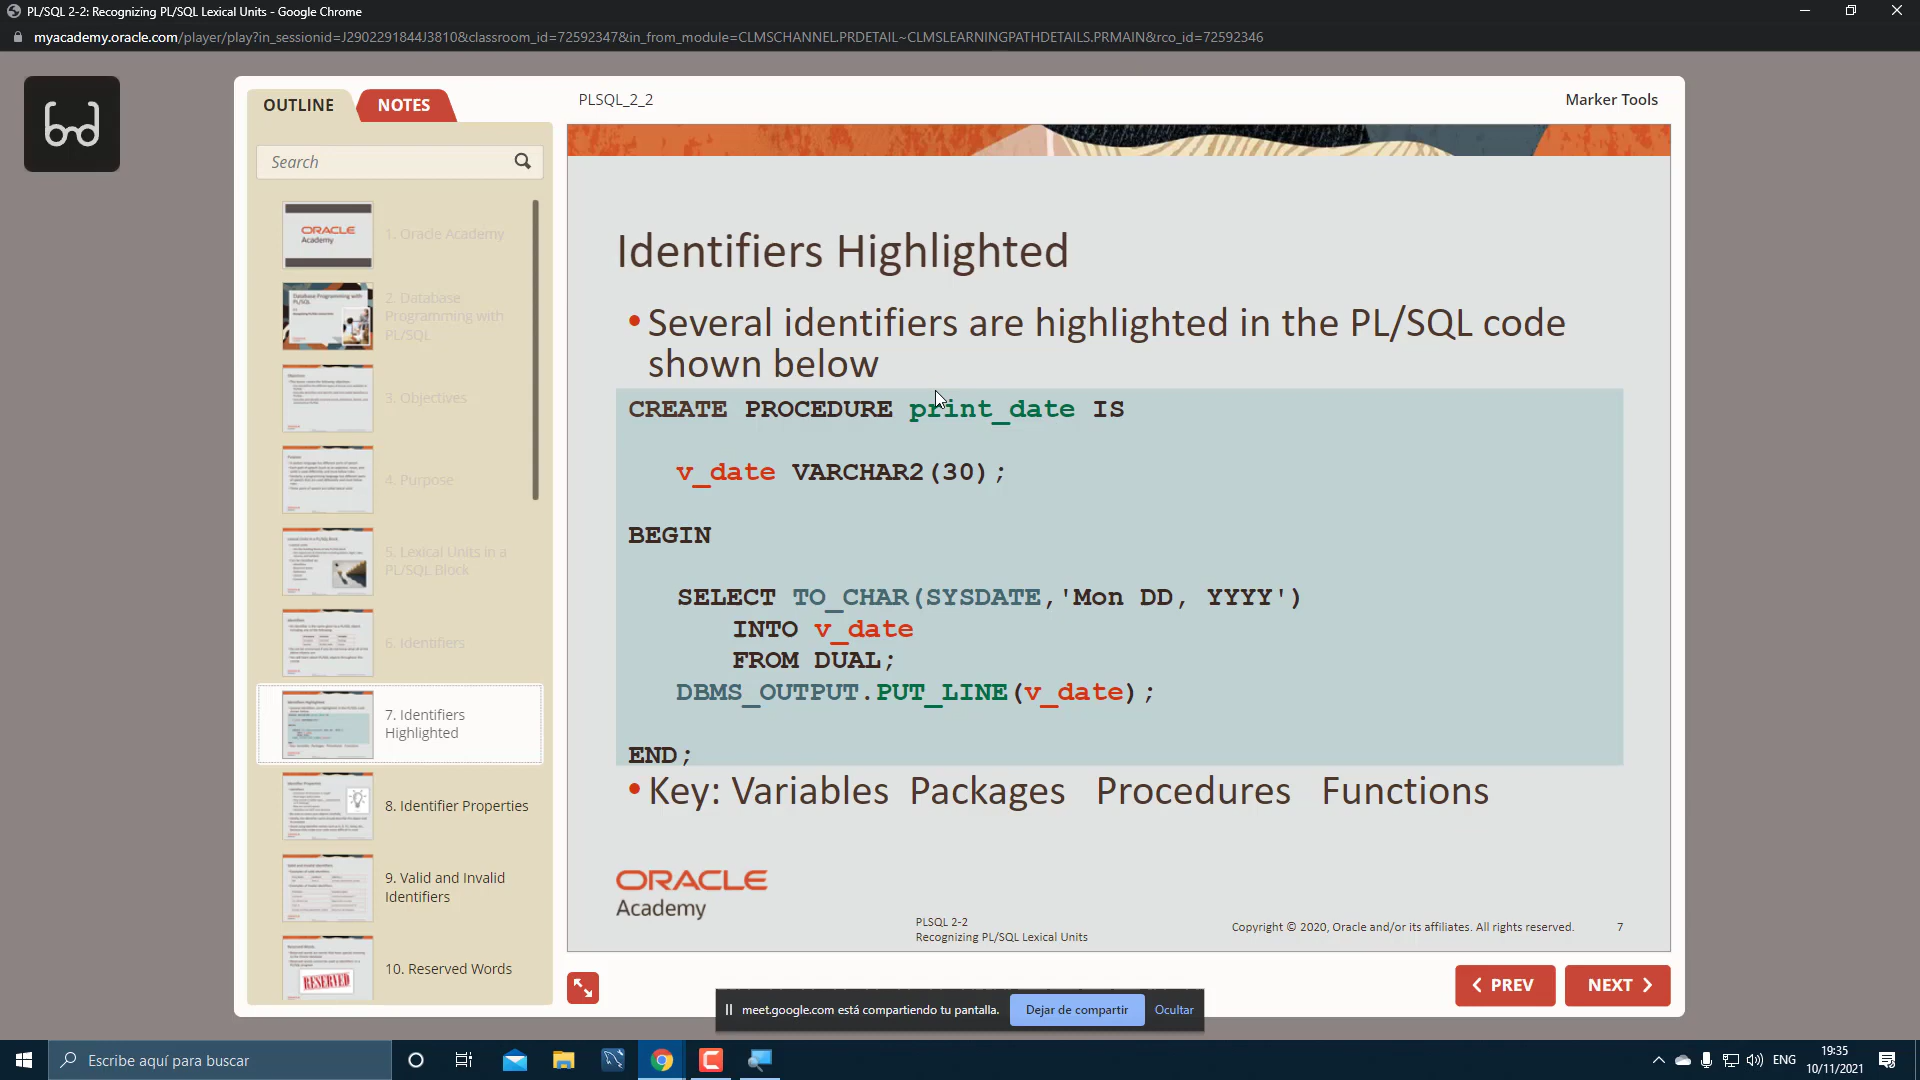 PL/SQL 2-2: Recognizing PL/SQL Lexical Units - Google Chrome
myacademy.oracle.com/player/play?in_sessionid=J2902291844J3810&classroom_id=72592347&in_from_module=CLMSCHANNEL.PRDETAIL~CLMSLEARNINGPATHDETAILS.PRMAIN&rco_id=72592346
OUTLINE
NOTES
Search
ORACLE
Academy
1. Oracle Academy
2. Database
Programming with
PL/SQL
3. Objectives
4. Purpose
5. Lexical Units in a
PL/SQL Block
6. Identifiers
7. Identifiers
Highlighted
8. Identifier Properties
9. Valid and Invalid
Identifiers
RESERVED
10. Reserved Words
PLSQL_2_2
Marker Tools
Identifiers Highlighted
• Several identifiers are highlighted in the PL/SQL code
shown below
CREATE PROCEDURE print_date IS
v_date VARCHAR2(30);
BEGIN
SELECT TO_CHAR(SYSDATE,'Mon DD, YYYY')
INTO v_date
FROM DUAL;
DBMS_OUTPUT.PUT_LINE(v_date);
END;
• Key: Variables Packages Procedures Functions
ORACLE
Academy
PLSQL 2-2
Recognizing PL/SQL Lexical Units
Copyright © 2020, Oracle and/or its affiliates. All rights reserved.
7
PREV
NEXT
meet.google.com está compartiendo tu pantalla.
Dejar de compartir
Ocultar
Escribe aquí para buscar
ENG
19:35
10/11/2021